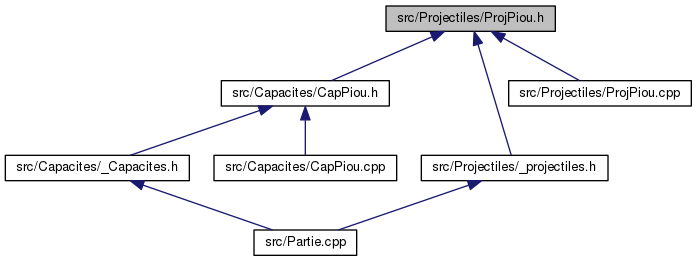 src/Projectiles/ProjPiou.h
src/Capacites/CapPiou.h
src/Projectiles/ProjPiou.cpp
src/Capacites/_Capacites.h
src/Capacites/CapPiou.cpp
src/Projectiles/_projectiles.h
src/Partie.cpp